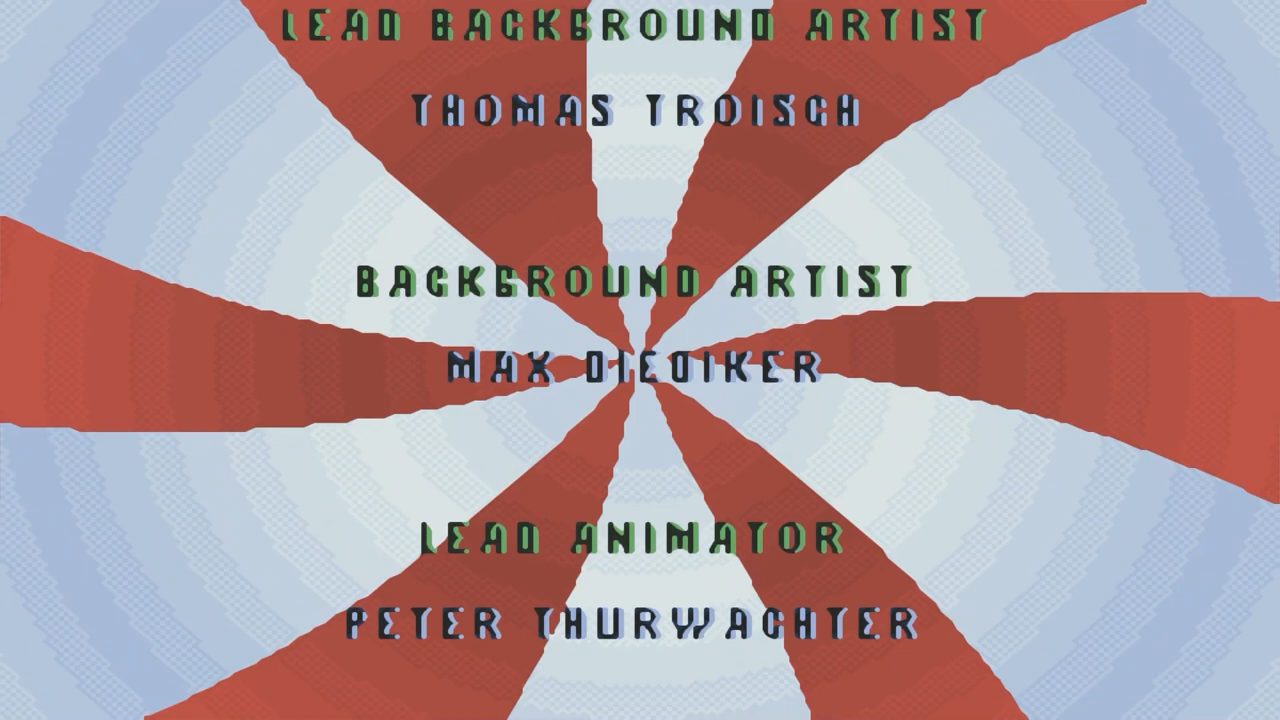 LEAD BACKGROUND ARTIST
THOMAS TROISCH
BACKGROUND ARTIST
MAX DIEDIKER
LEAD ANIMATOR
PETER THURWACHTER